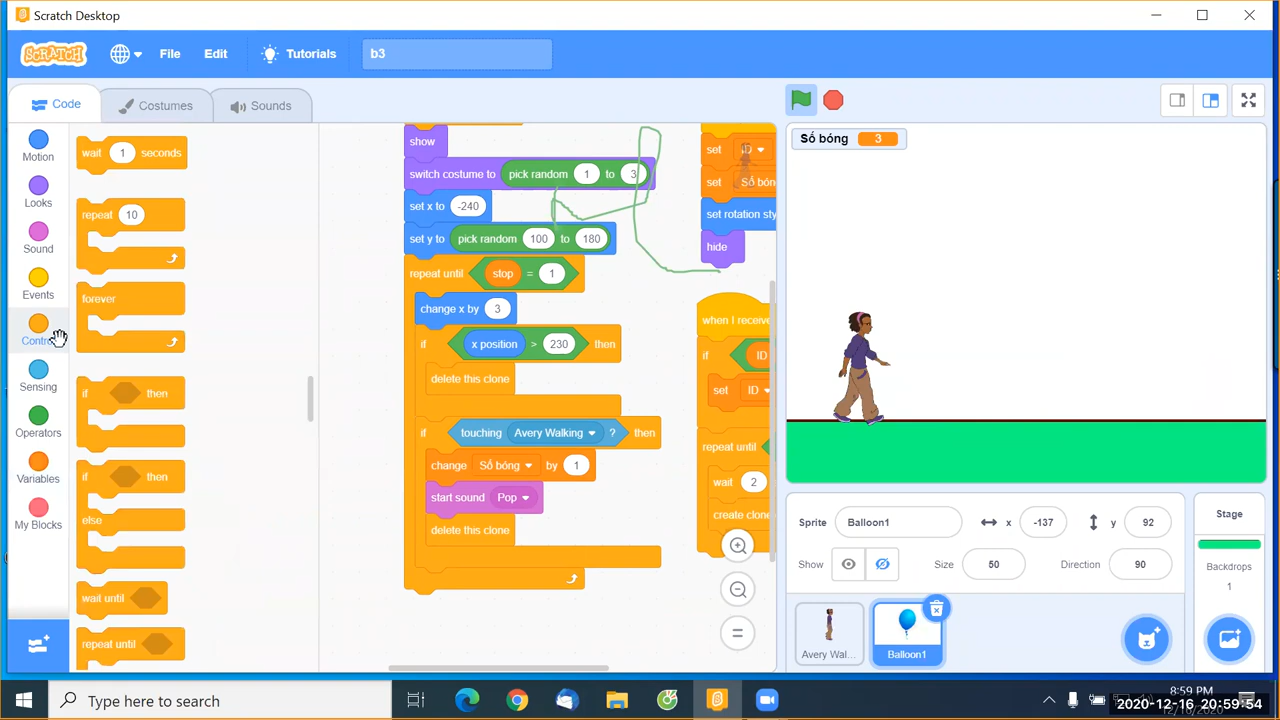 Scratch Desktop
SCRATCH File Edit Tutorials b3
Code Costumes Sounds
Motion
Looks
Sound
Events
Control
Sensing
Operators
Variables
My Blocks
wait 1 seconds
repeat 10
forever
if then
if then
else
wait until
repeat until
show
switch costume to pick random 1 to 3
set x to -240
set y to pick random 100 to 180
repeat until stop = 1
change x by 3
if x position > 230 then
delete this clone
if touching Avery Walking ? then
change Số bóng by 1
start sound Pop
delete this clone
set ID
set Số bón
set rotation sty
hide
when I receive
if ID
set ID
repeat until
wait 2
create clone
Số bóng 3
Sprite Balloon1 x -137 y 92
Show Size 50 Direction 90
Avery Wal...
Balloon1
Stage
Backdrops
1
Type here to search
8:59 PM
2020-12-16 20:59:54